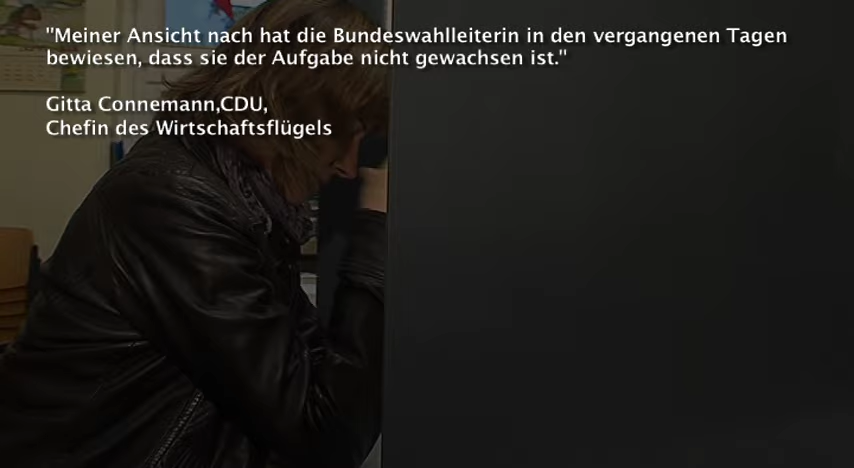 "Meiner Ansicht nach hat die Bundeswahlleiterin in den vergangenen Tagen
bewiesen, dass sie der Aufgabe nicht gewachsen ist."
Gitta Connemann,CDU,
Chefin des Wirtschaftsflügels